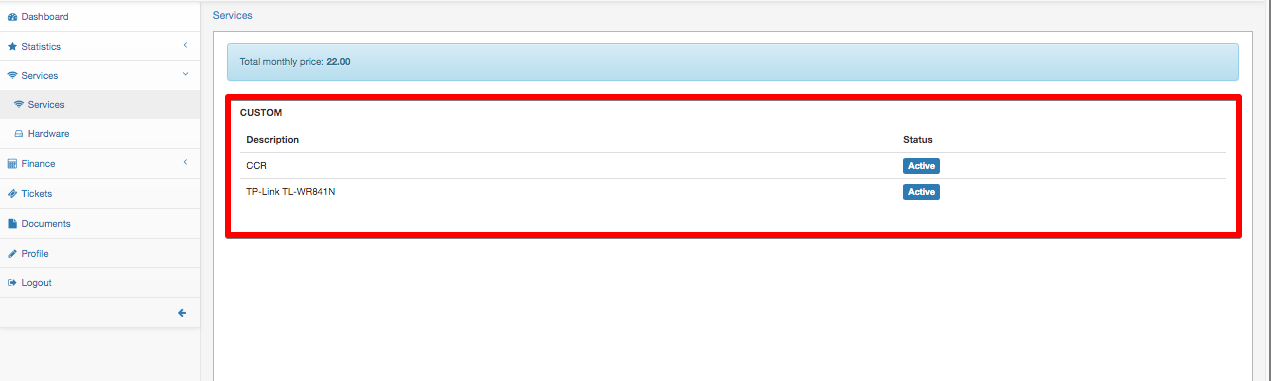 Dashboard
Statistics
Services
Services
Hardware
Finance
Tickets
Documents
Profile
Logout
Services
Total monthly price: 22.00
CUSTOM
Description Status
CCR Active
TP-Link TL-WR841N Active